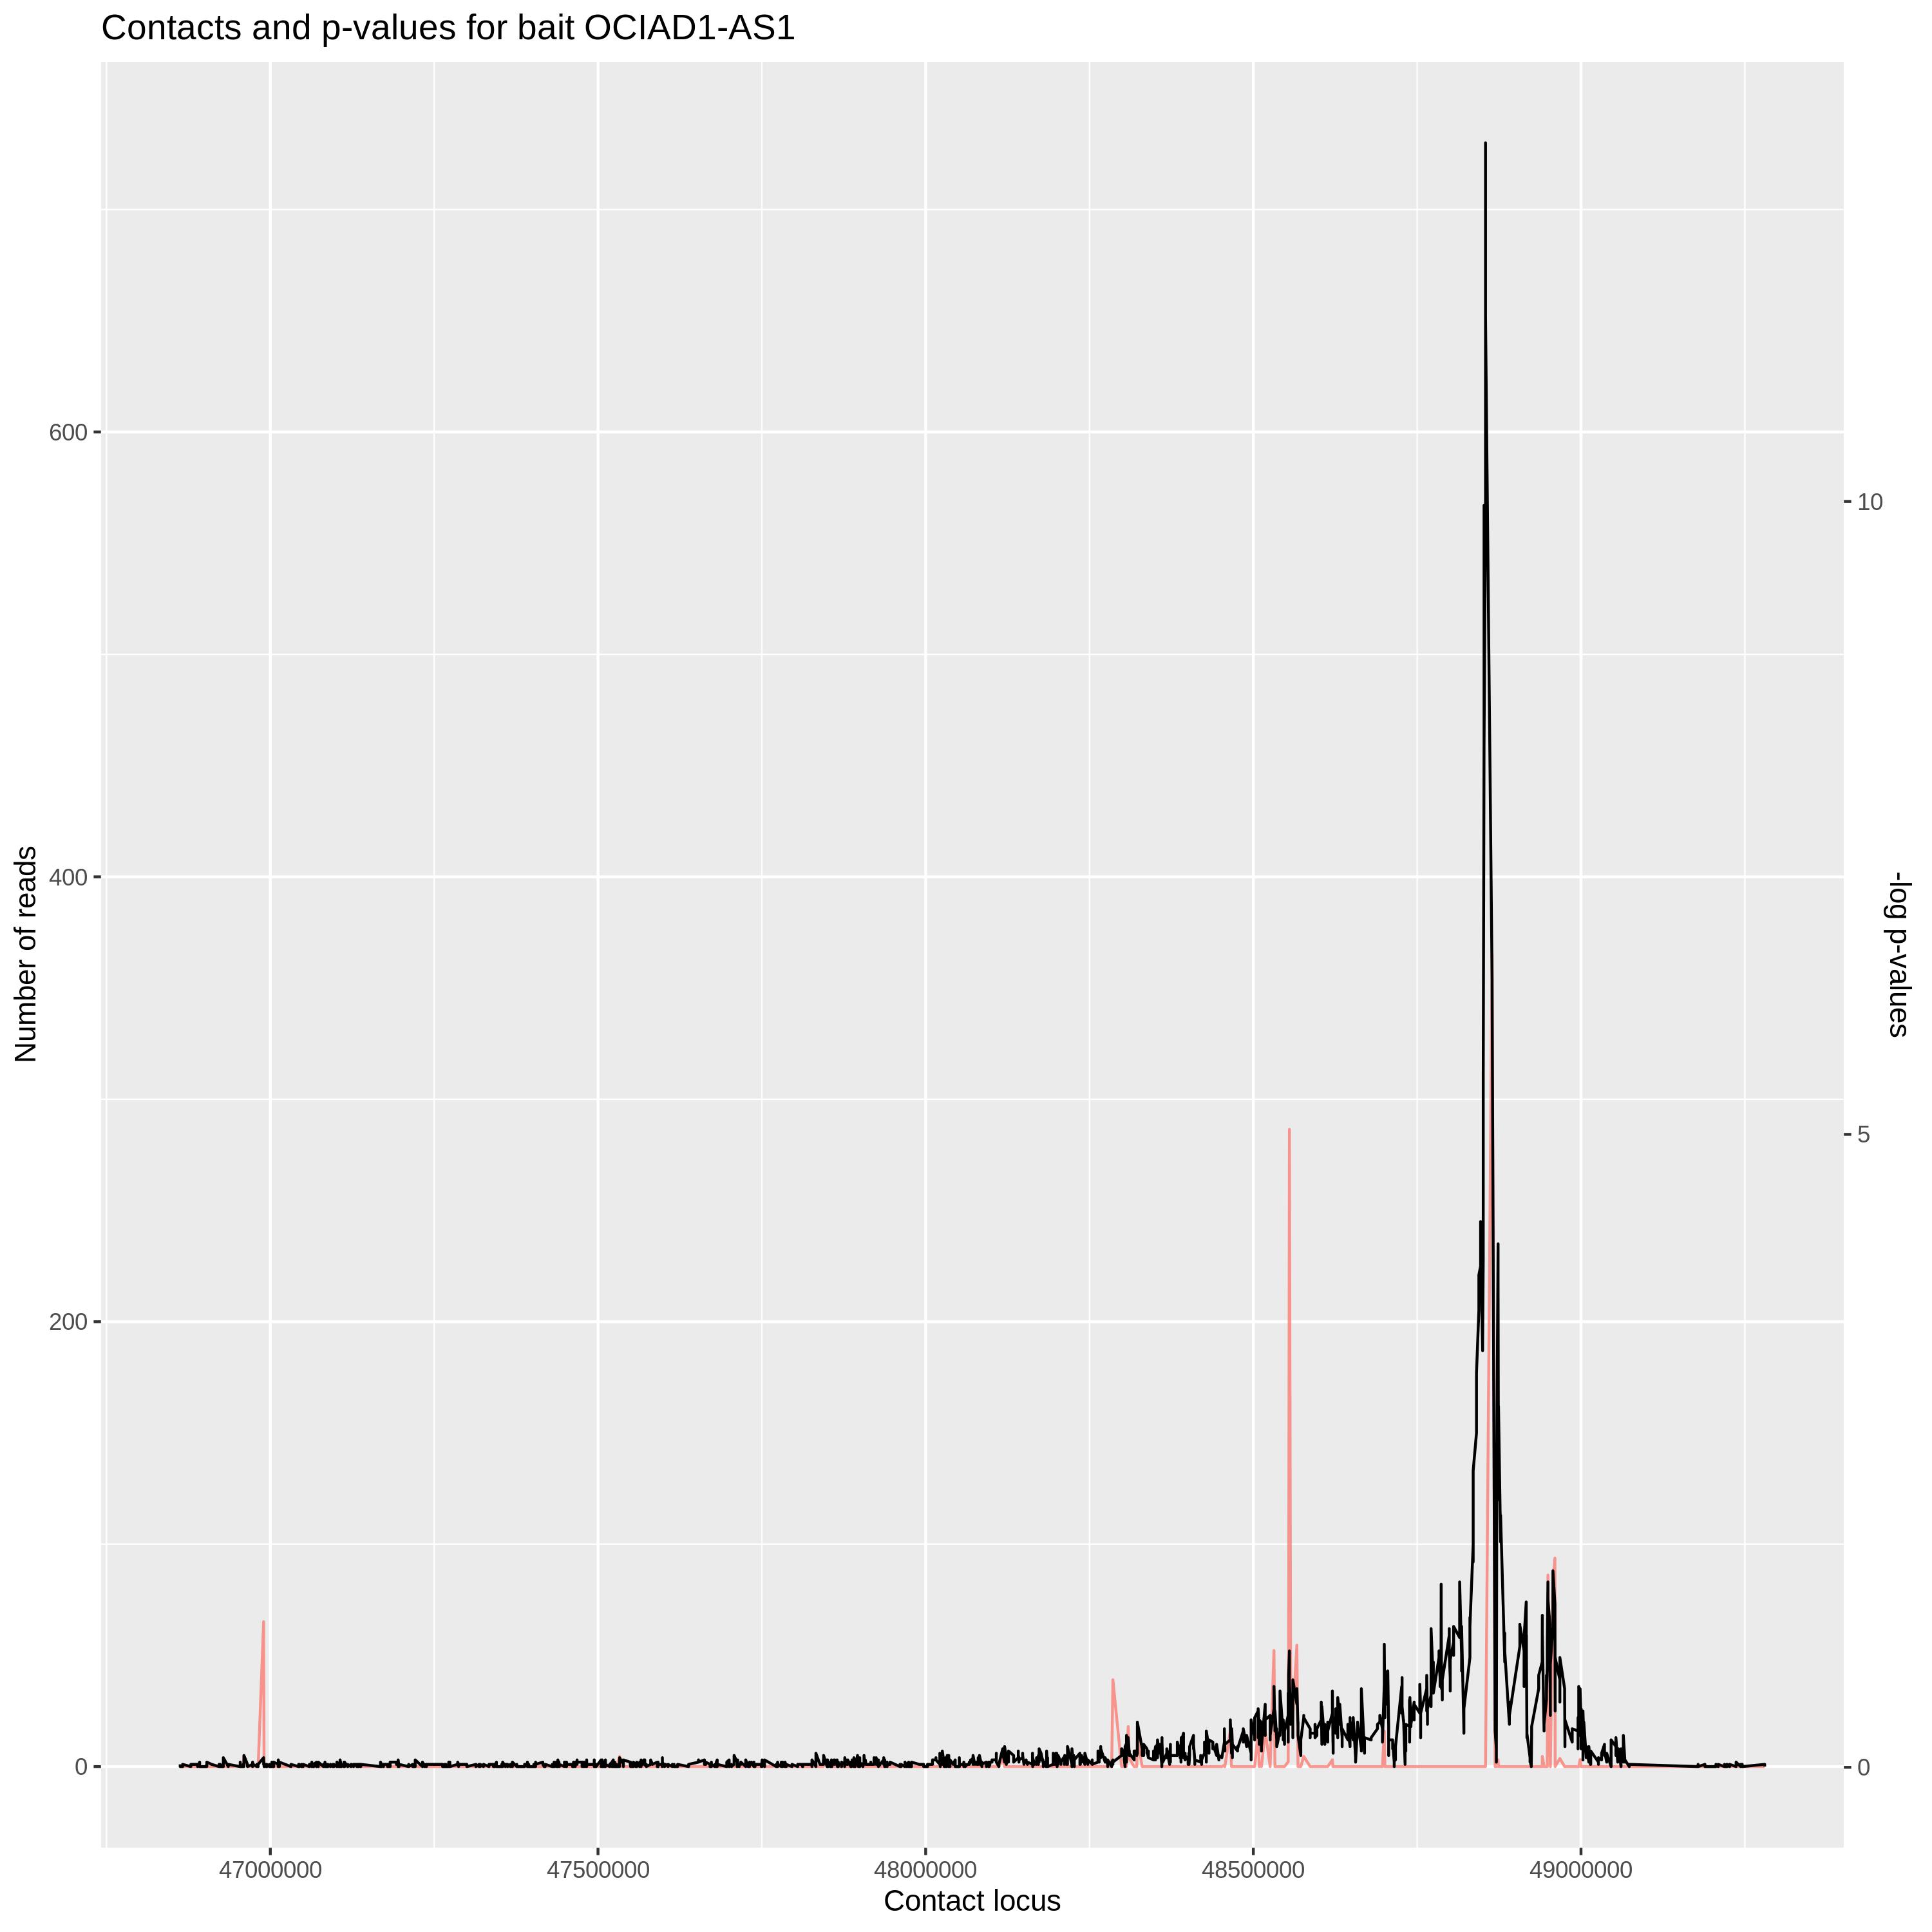 Contacts and p-values for bait OCIAD1-AS1
600
400
200
0
10
5
0
Number of reads
-log p-values
47000000 47500000 48000000 48500000 49000000
Contact locus